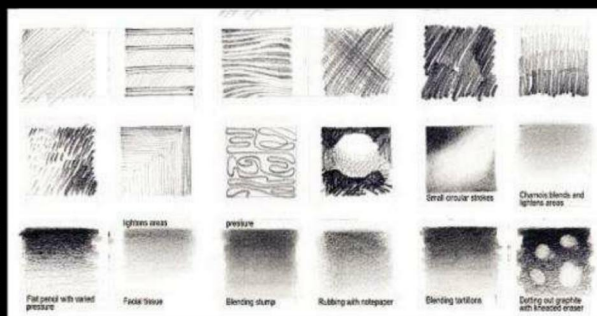 Small circular strokes
Chamois blends and
lightens areas
lightens areas
pressure
Flat pencil with varied
pressure
Facial tissue
Blending stump
Rubbing with notepaper
Blending tortillons
Dotting out graphite
with kneaded eraser